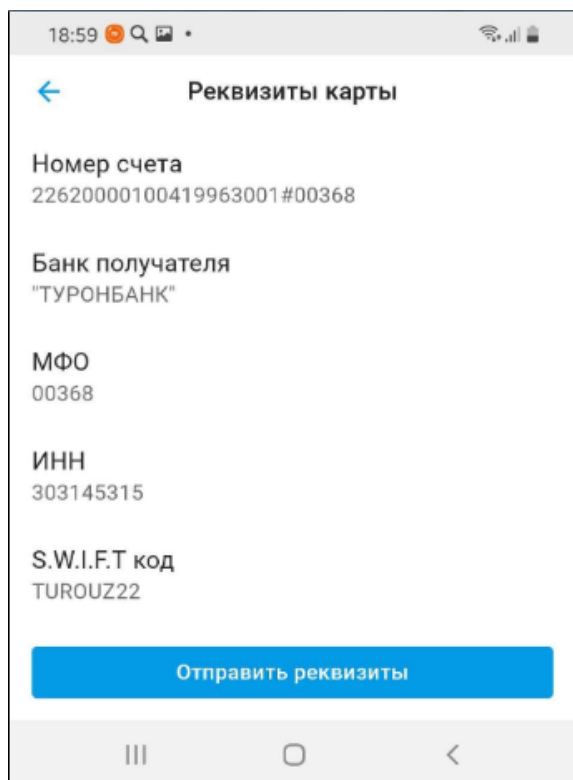 18:59
Реквизиты карты
Номер счета
22620000100419963001#00368
Банк получателя
"ТУРОНБАНК"
МФО
00368
ИНН
303145315
S.W.I.F.T код
TUROUZ22
Отправить реквизиты